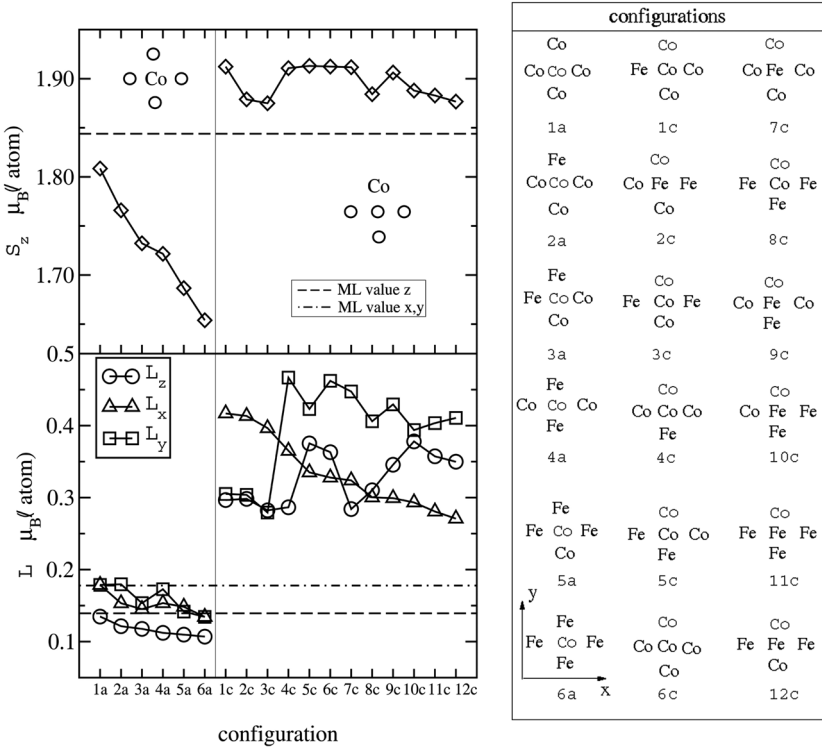 1.90
1.80
1.70
0.5
0.4
0.3
0.2
0.1
S_z μ_B(/ atom)
L μ_B(/ atom)
Co
Co
ML value z
ML value x,y
L_z
L_x
L_y
1a 2a 3a 4a 5a 6a 1c 2c 3c 4c 5c 6c 7c 8c 9c 10c 11c 12c
configuration
configurations
Co Co Co
Co Co Co Fe Co Co Co Fe Co
Co Co Co
1a 1c 7c
Fe Co Co
Co Co Co Co Fe Fe Fe Co Fe
Co Co Fe
2a 2c 8c
Fe Co Co
Fe Co Co Fe Co Fe Co Fe Co
Co Co Fe
3a 3c 9c
Fe Co Co
Co Co Co Co Co Co Co Fe Fe
Fe Fe Fe
4a 4c 10c
Fe Co Co
Fe Co Fe Fe Co Co Fe Fe Fe
Co Fe Fe
5a 5c 11c
y
Fe Co Co
Fe Co Fe Co Co Co Fe Fe Fe
Fe Co Co
x
6a 6c 12c